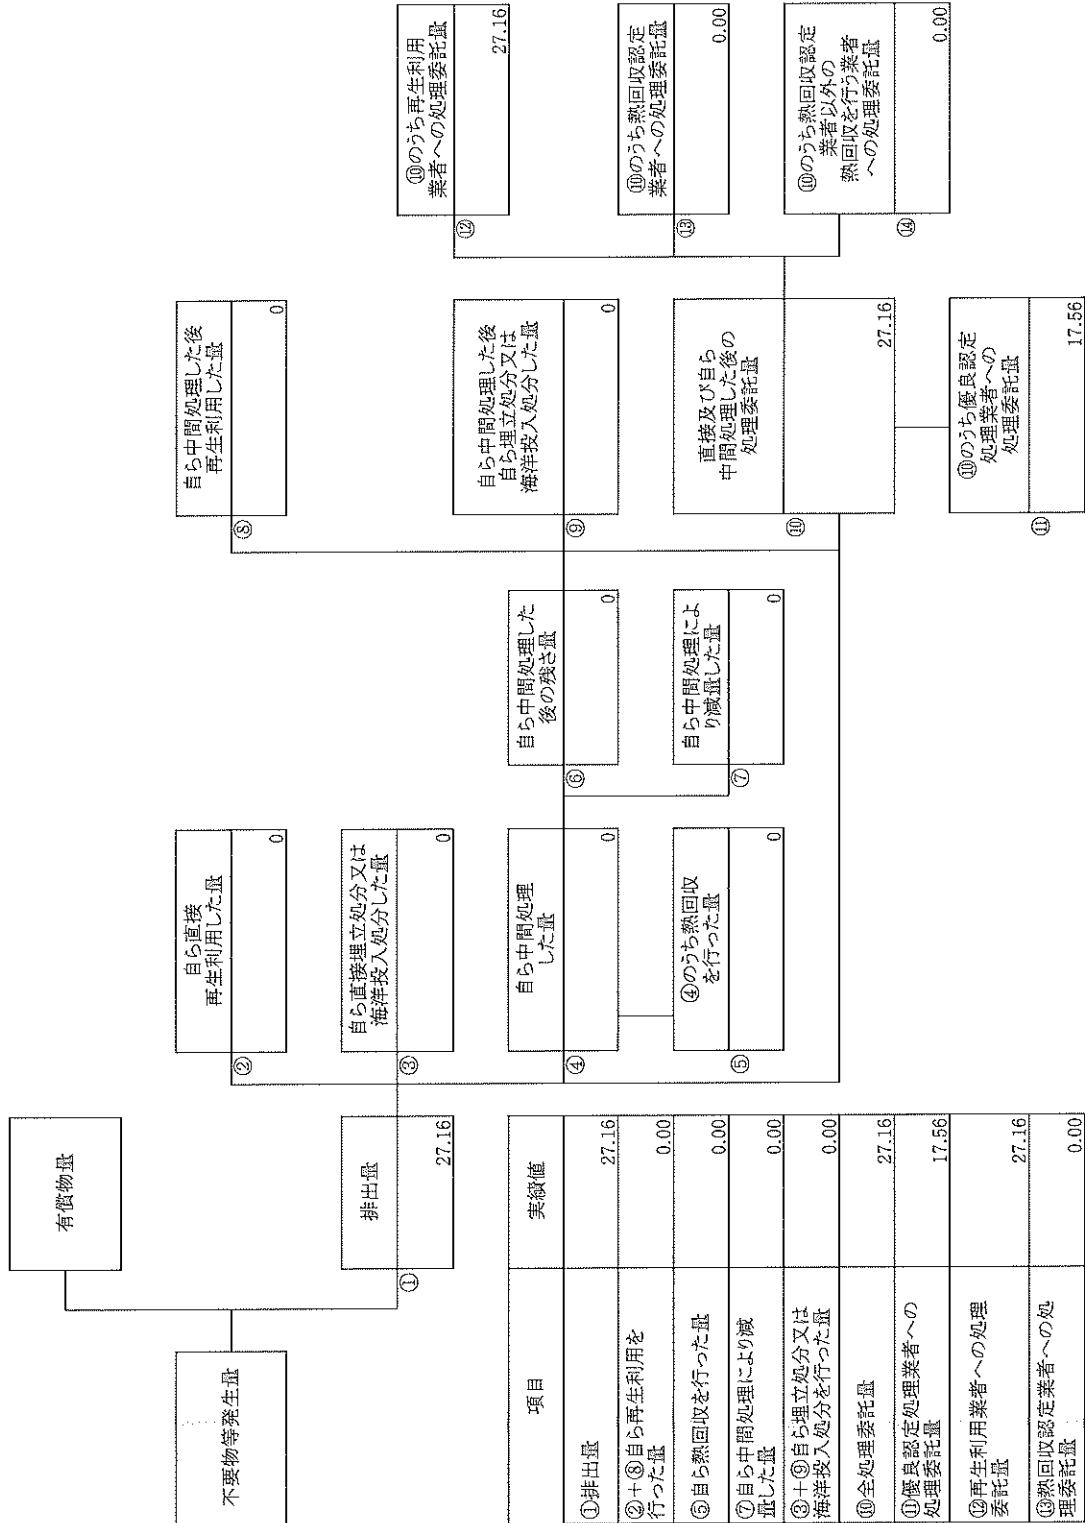 不要物等発生量
有償物量
排出量
①
27.16
自ら直接
再生利用した量
②
0
自ら直接埋立処分又は
海洋投入処分した量
③
0
自ら中間処理
した量
④
0
④のうち熱回収
を行った量
⑤
0
自ら中間処理した
後の残さ量
⑥
0
自ら中間処理によ
り減量した量
⑦
0
自ら中間処理した後
再生利用した量
⑧
0
自ら中間処理した後
自ら埋立処分又は
海洋投入処分した量
⑨
0
直接及び自ら
中間処理した後の
処理委託量
⑩
27.16
⑩のうち優良認定
処理業者への
処理委託量
⑪
17.56
⑩のうち再生利用
業者への処理委託量
⑫
27.16
⑩のうち熱回収認定
業者への処理委託量
⑬
0.00
⑩のうち熱回収認定
業者以外の
熱回収を行う業者
への処理委託量
⑭
0.00
項目 実績値
①排出量 27.16
②+⑧自ら再生利用を
行った量 0.00
⑤自ら熱回収を行った量 0.00
⑦自ら中間処理により減
量した量 0.00
③+⑨自ら埋立処分又は
海洋投入処分を行った量 0.00
⑩全処理委託量 27.16
⑪優良認定処理業者への
処理委託量 17.56
⑫再生利用業者への処理
委託量 27.16
⑬熱回収認定業者への処
理委託量 0.00